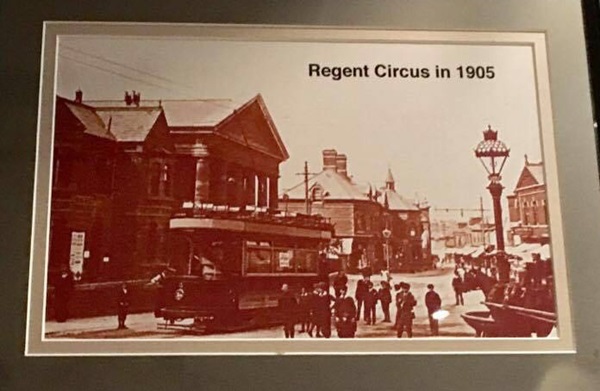 Regent Circus in 1905